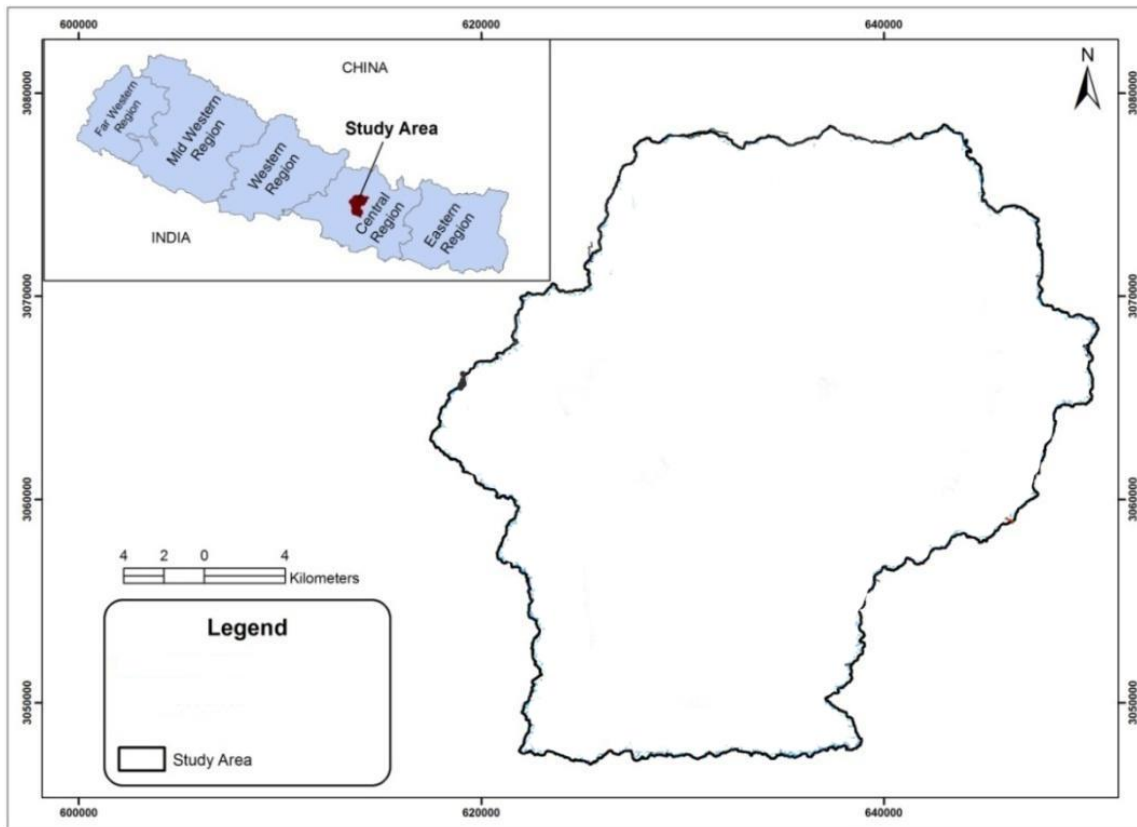 600000
620000
640000
CHINA
Far Western
Region
Mid Western
Region
Western
Region
Study Area
Central
Region
Eastern
Region
INDIA
N
3080000
3080000
3070000
3070000
3060000
3060000
3050000
3050000
4 2 0 4
Kilometers
Legend
Study Area
600000
620000
640000